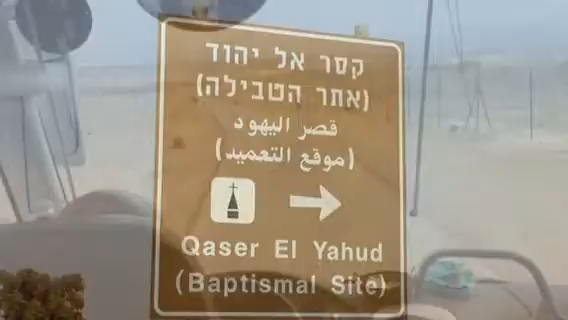 קסר אל יהוד
(אתר הטבילה)
قصر اليهود
(موقع التعميد)
Qaser El Yahud
(Baptismal Site)